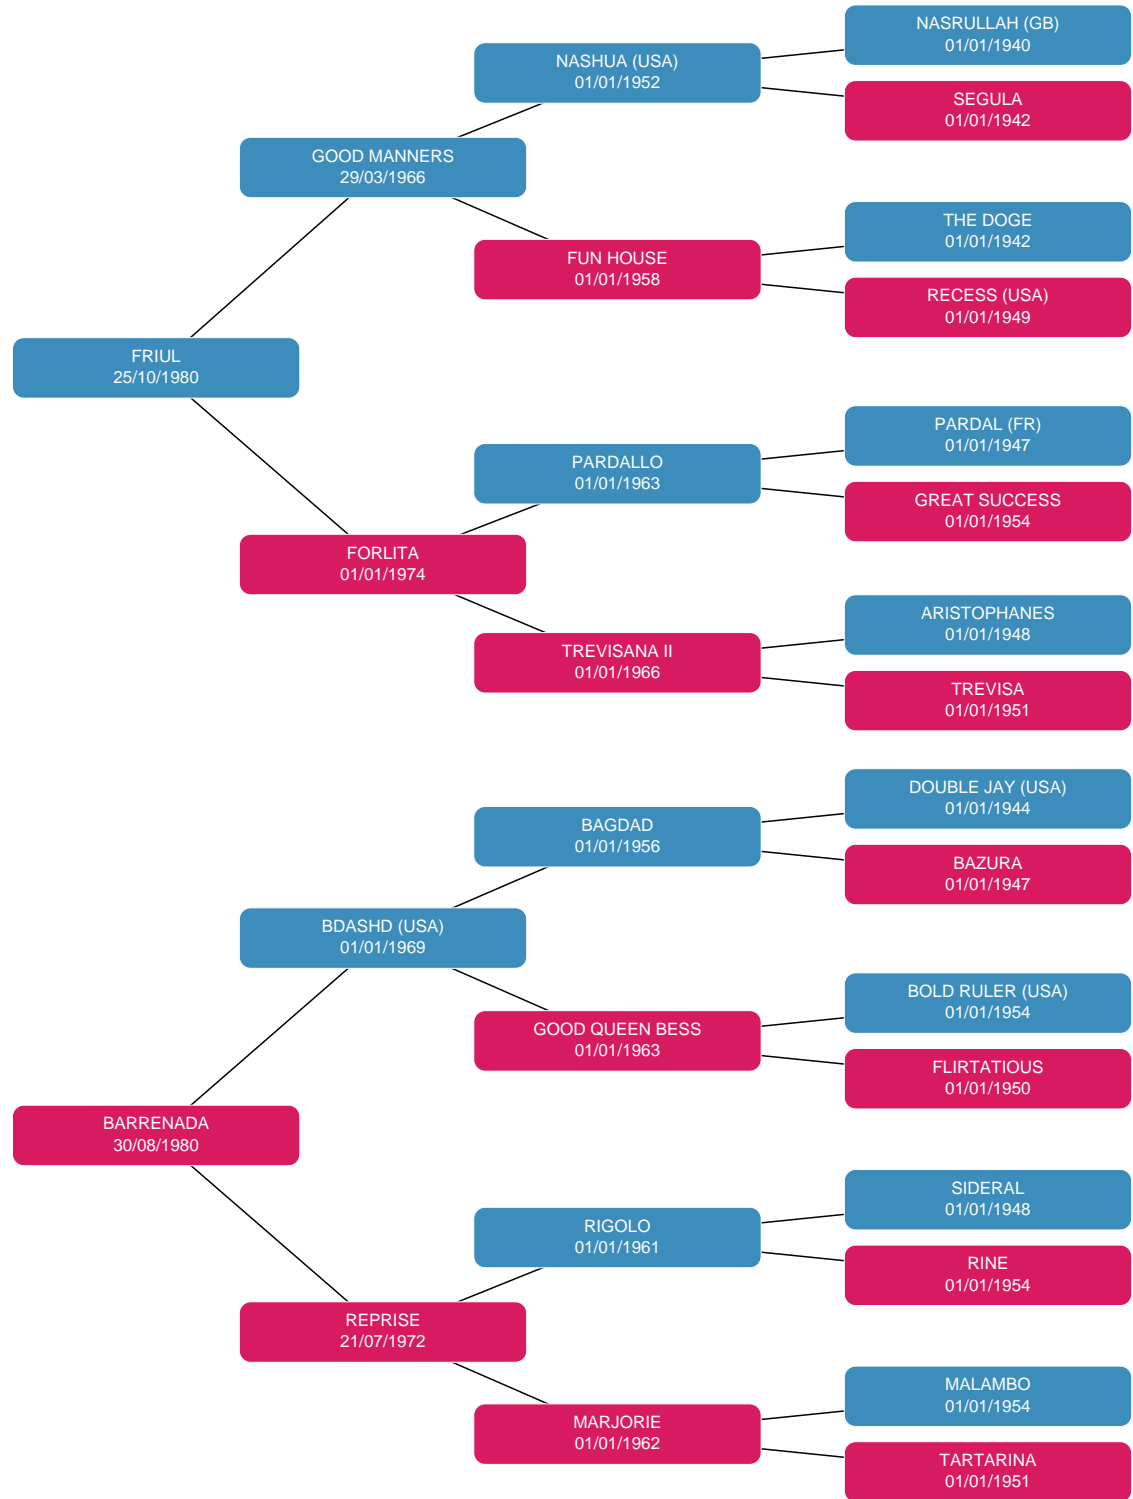 NASRULLAH (GB)
01/01/1940
NASHUA (USA)
01/01/1952
SEGULA
01/01/1942
GOOD MANNERS
29/03/1966
THE DOGE
01/01/1942
FUN HOUSE
01/01/1958
RECESS (USA)
01/01/1949
FRIUL
25/10/1980
PARDAL (FR)
01/01/1947
PARDALLO
01/01/1963
GREAT SUCCESS
01/01/1954
FORLITA
01/01/1974
ARISTOPHANES
01/01/1948
TREVISANA II
01/01/1966
TREVISA
01/01/1951
DOUBLE JAY (USA)
01/01/1944
BAGDAD
01/01/1956
BAZURA
01/01/1947
BDASHD (USA)
01/01/1969
BOLD RULER (USA)
01/01/1954
GOOD QUEEN BESS
01/01/1963
FLIRTATIOUS
01/01/1950
BARRENADA
30/08/1980
SIDERAL
01/01/1948
RIGOLO
01/01/1961
RINE
01/01/1954
REPRISE
21/07/1972
MALAMBO
01/01/1954
MARJORIE
01/01/1962
TARTARINA
01/01/1951